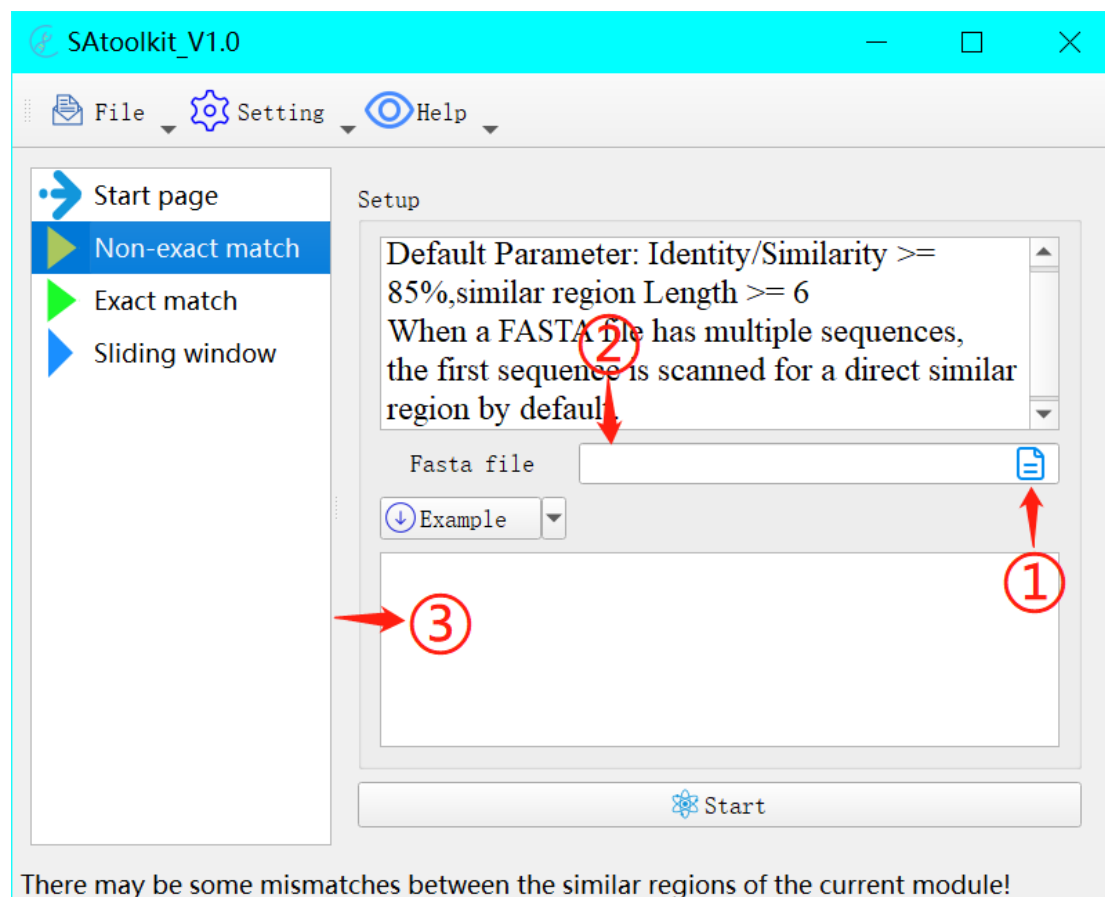 SAtoolkit_V1.0
File Setting Help
Start page
Non-exact match
Exact match
Sliding window
Setup
Default Parameter: Identity/Similarity >=
85%,similar region Length >= 6
When a FASTA file has multiple sequences,
the first sequence is scanned for a direct similar
region by default.
②
Fasta file
Example
①
③
Start
There may be some mismatches between the similar regions of the current module!